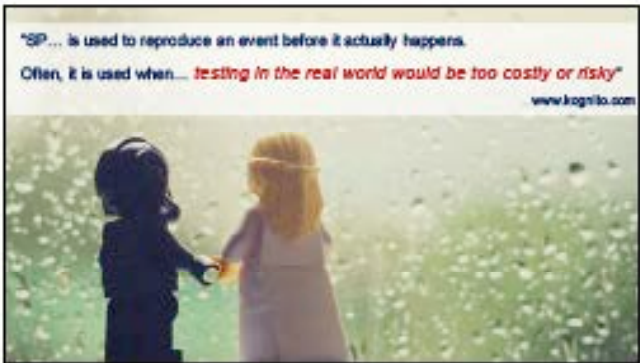 "SP... is used to reproduce an event before it actually happens.
Often, it is used when... testing in the real world would be too costly or risky"
www.kognito.com